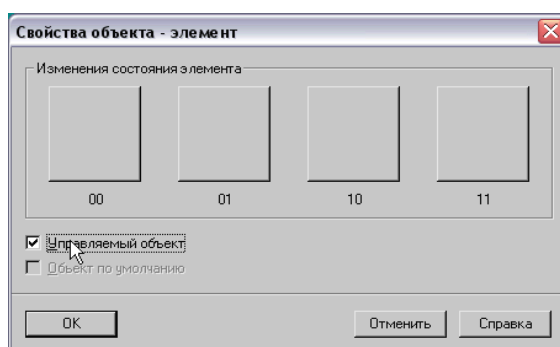 Свойства объекта - элемент
Изменения состояния элемента
00 01 10 11
Управляемый объект
Объект по умолчанию
OK Отменить Справка